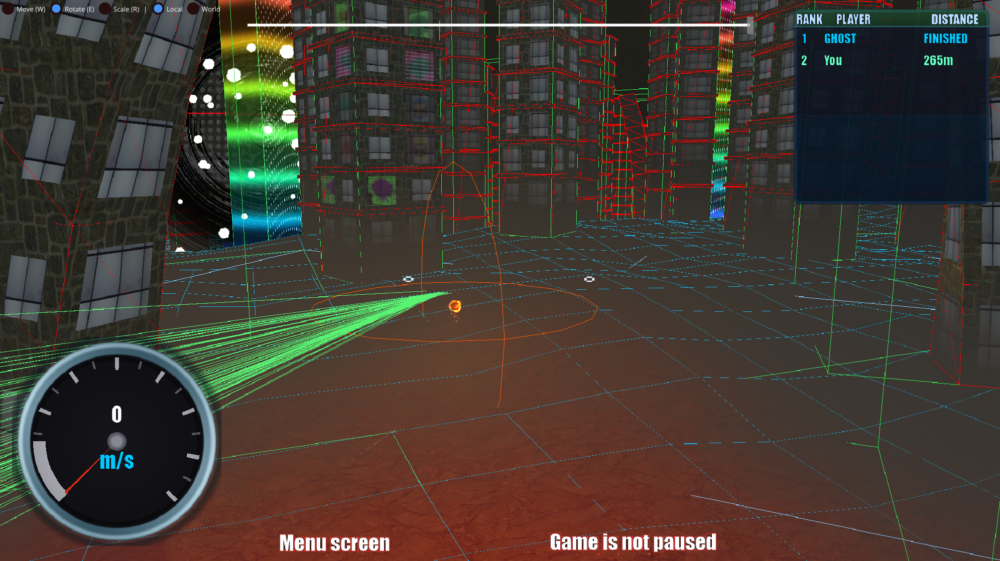 Move (W) Rotate (E) Scale (R) | Local World
RANK PLAYER DISTANCE
1 GHOST FINISHED
2 You 265m
0
m/s
Menu screen
Game is not paused